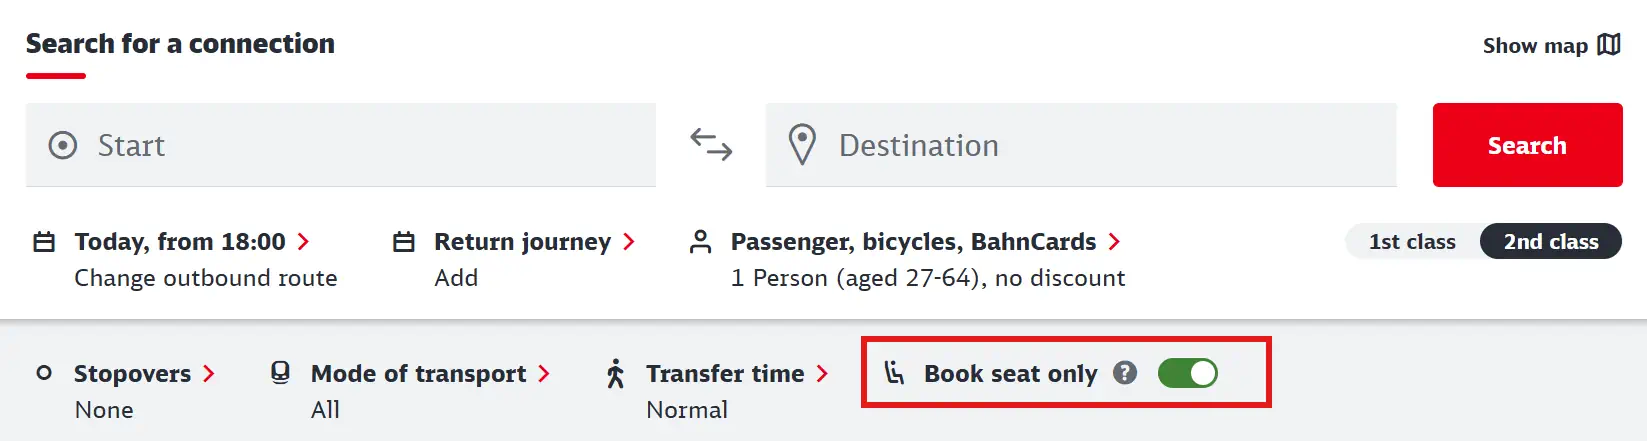 Search for a connection
Show map
Start
Destination
Search
Today, from 18:00
Change outbound route
Return journey
Add
Passenger, bicycles, BahnCards
1 Person (aged 27-64), no discount
1st class
2nd class
Stopovers
None
Mode of transport
All
Transfer time
Normal
Book seat only ?